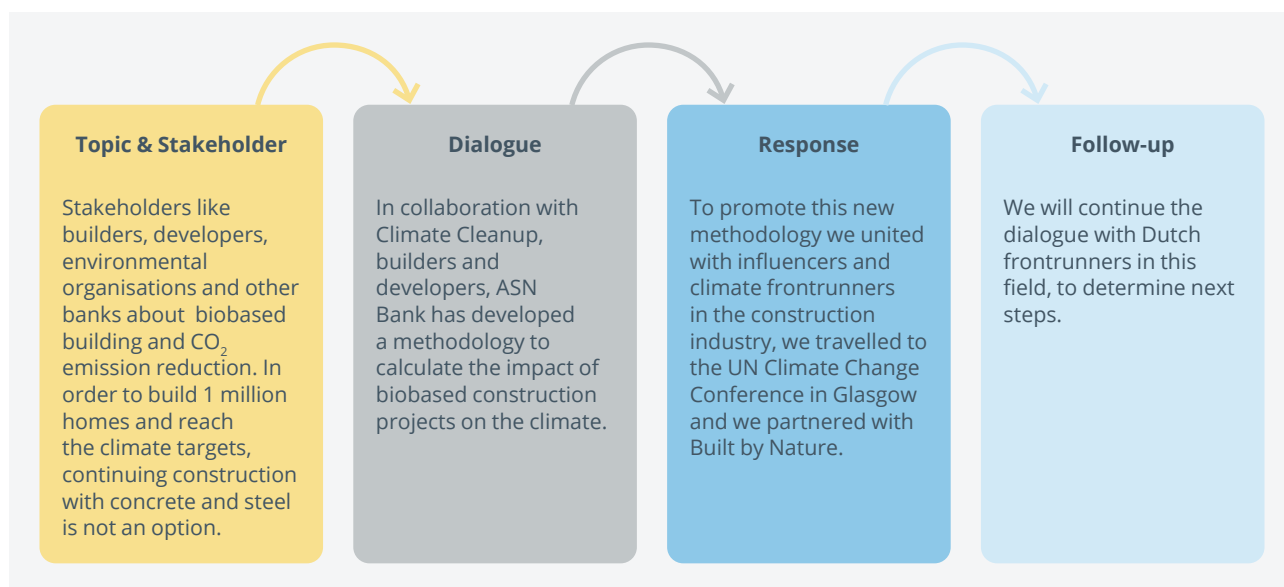 Topic & Stakeholder
Stakeholders like
builders, developers,
environmental
organisations and other
banks about  biobased
building and CO₂
emission reduction. In
order to build 1 million
homes and reach
the climate targets,
continuing construction
with concrete and steel
is not an option.
Dialogue
In collaboration with
Climate Cleanup,
builders and
developers, ASN
Bank has developed
a methodology to
calculate the impact of
biobased construction
projects on the climate.
Response
To promote this new
methodology we united
with influencers and
climate frontrunners
in the construction
industry, we travelled to
the UN Climate Change
Conference in Glasgow
and we partnered with
Built by Nature.
Follow-up
We will continue the
dialogue with Dutch
frontrunners in this
field, to determine next
steps.